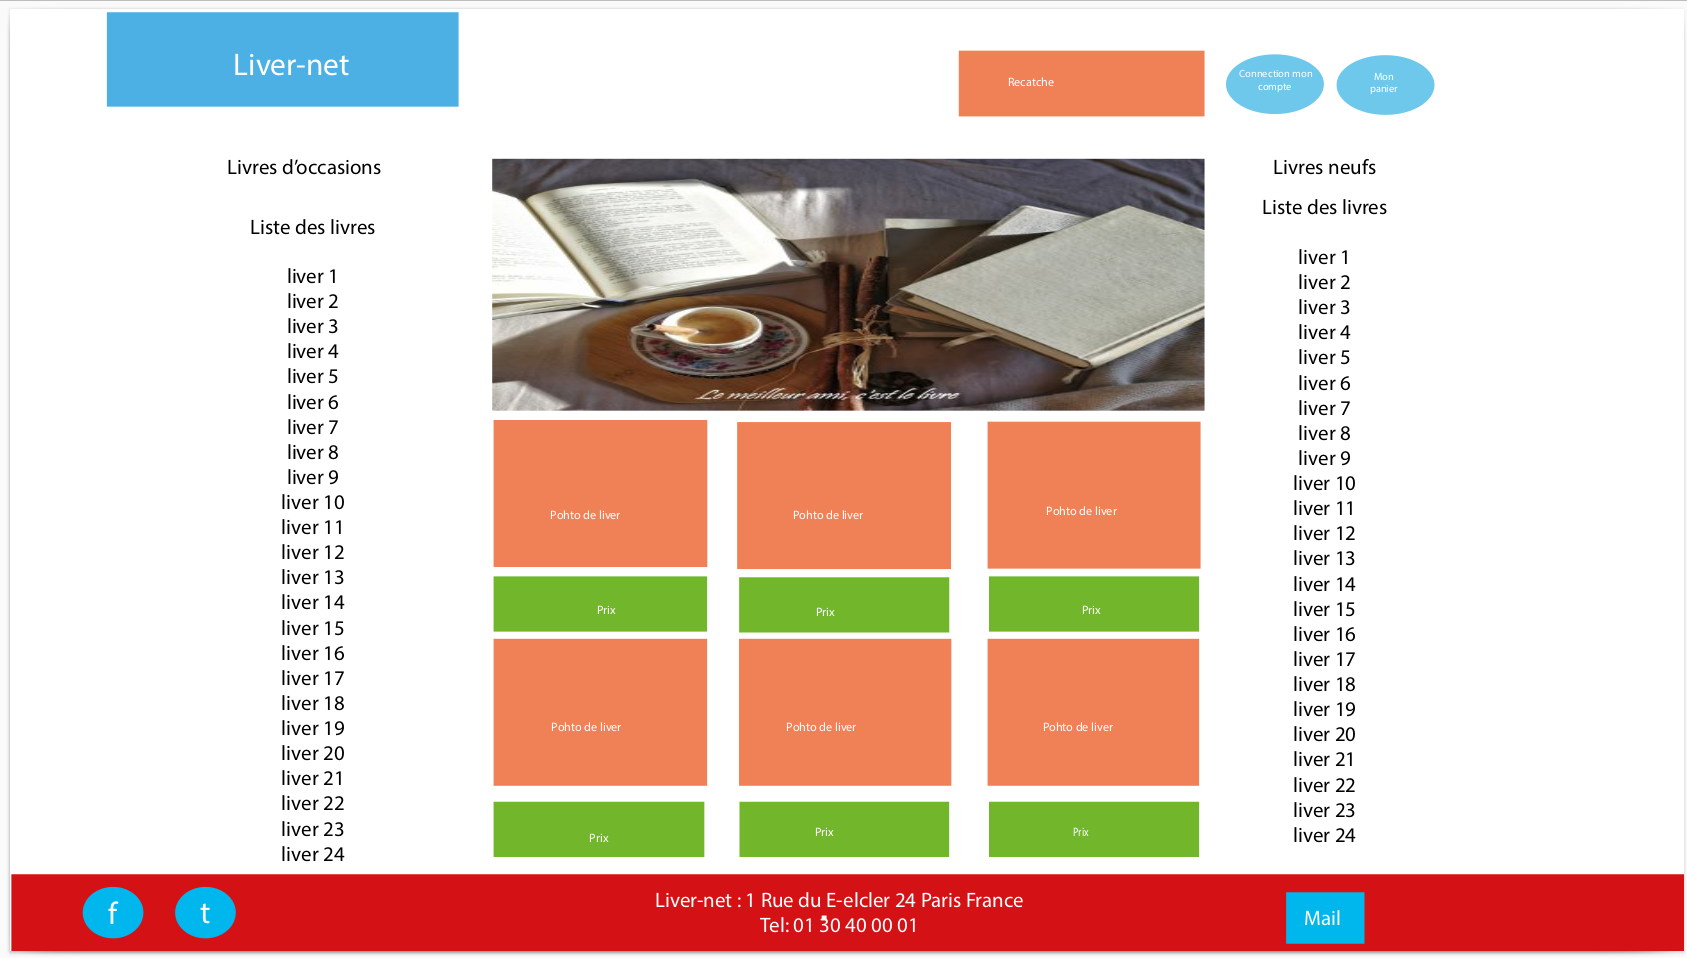 Liver-net
Recatche
Connection mon
compte
Mon
panier
Livres d’occasions
Liste des livres
liver 1
liver 2
liver 3
liver 4
liver 5
liver 6
liver 7
liver 8
liver 9
liver 10
liver 11
liver 12
liver 13
liver 14
liver 15
liver 16
liver 17
liver 18
liver 19
liver 20
liver 21
liver 22
liver 23
liver 24
Le meilleur ami, c'est le livre
Pohto de liver
Pohto de liver
Pohto de liver
Prix
Prix
Prix
Pohto de liver
Pohto de liver
Pohto de liver
Prix
Prix
Prix
Livres neufs
Liste des livres
liver 1
liver 2
liver 3
liver 4
liver 5
liver 6
liver 7
liver 8
liver 9
liver 10
liver 11
liver 12
liver 13
liver 14
liver 15
liver 16
liver 17
liver 18
liver 19
liver 20
liver 21
liver 22
liver 23
liver 24
f
t
Liver-net : 1 Rue du E-elcler 24 Paris France
Tel: 01 30 40 00 01
Mail